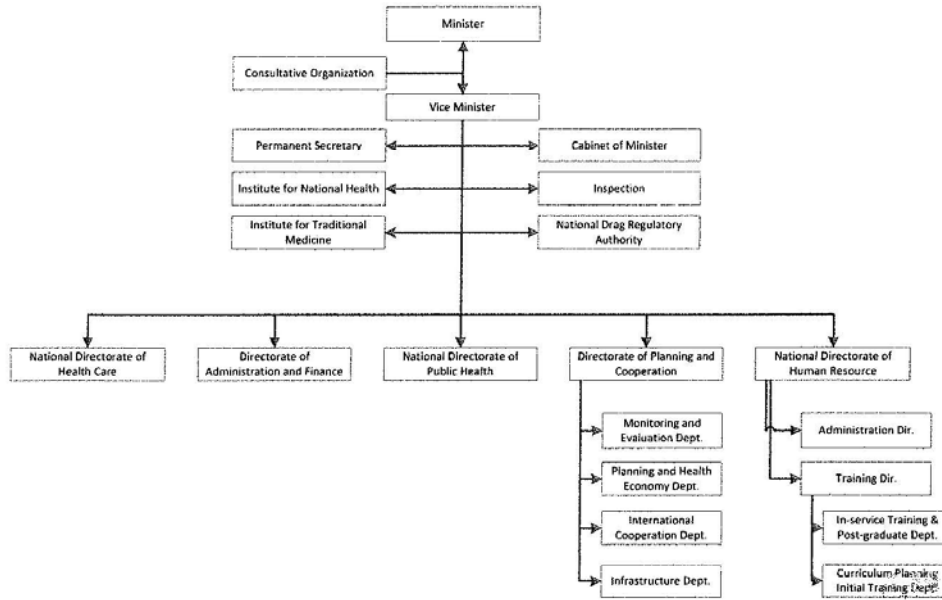 Minister
Consultative Organization
Vice Minister
Permanent Secretary
Cabinet of Minister
Institute for National Health
Inspection
Institute for Traditional
Medicine
National Drag Regulatory
Authority
National Directorate of
Health Care
Directorate of
Administration and Finance
National Directorate of
Public Health
Directorate of Planning and
Cooperation
National Directorate of
Human Resource
Monitoring and
Evaluation Dept.
Administration Dir.
Planning and Health
Economy Dept.
Training Dir.
International
Cooperation Dept.
In-service Training &
Post-graduate Dept.
Infrastructure Dept.
Curriculum Planning
Initial Training Dept.